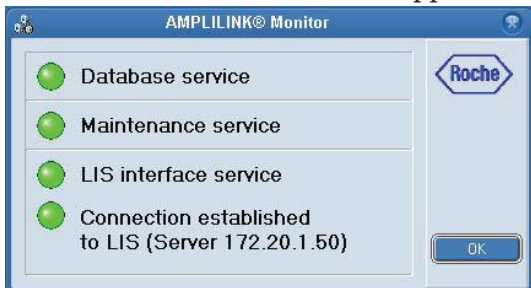 AMPLILINK® Monitor
Database service
Roche
Maintenance service
LIS interface service
Connection established
to LIS (Server 172.20.1.50)
OK